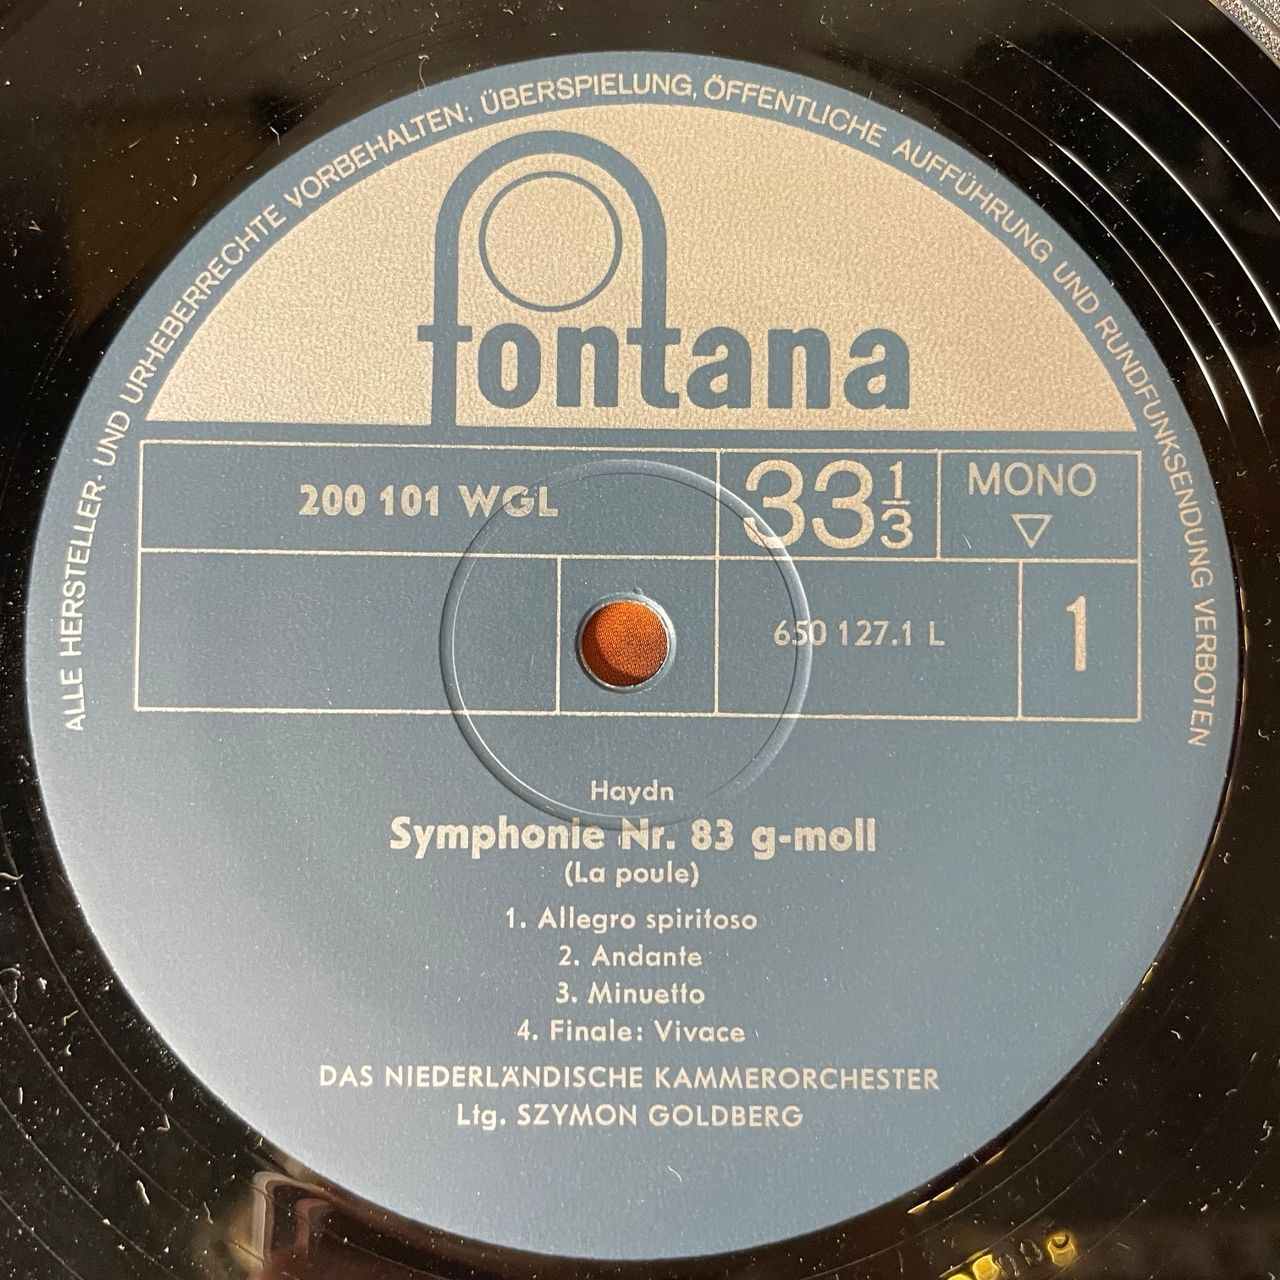 ALLE HERSTELLER- UND URHEBERRECHTE VORBEHALTEN; ÜBERSPIELUNG, ÖFFENTLICHE AUFFÜHRUNG UND RUNDFUNKSENDUNG VERBOTEN
fontana
200 101 WGL
33 1/3
MONO
650 127.1 L
1
Haydn
Symphonie Nr. 83 g-moll
(La poule)
1. Allegro spiritoso
2. Andante
3. Minuetto
4. Finale: Vivace
DAS NIEDERLÄNDISCHE KAMMERORCHESTER
Ltg. SZYMON GOLDBERG